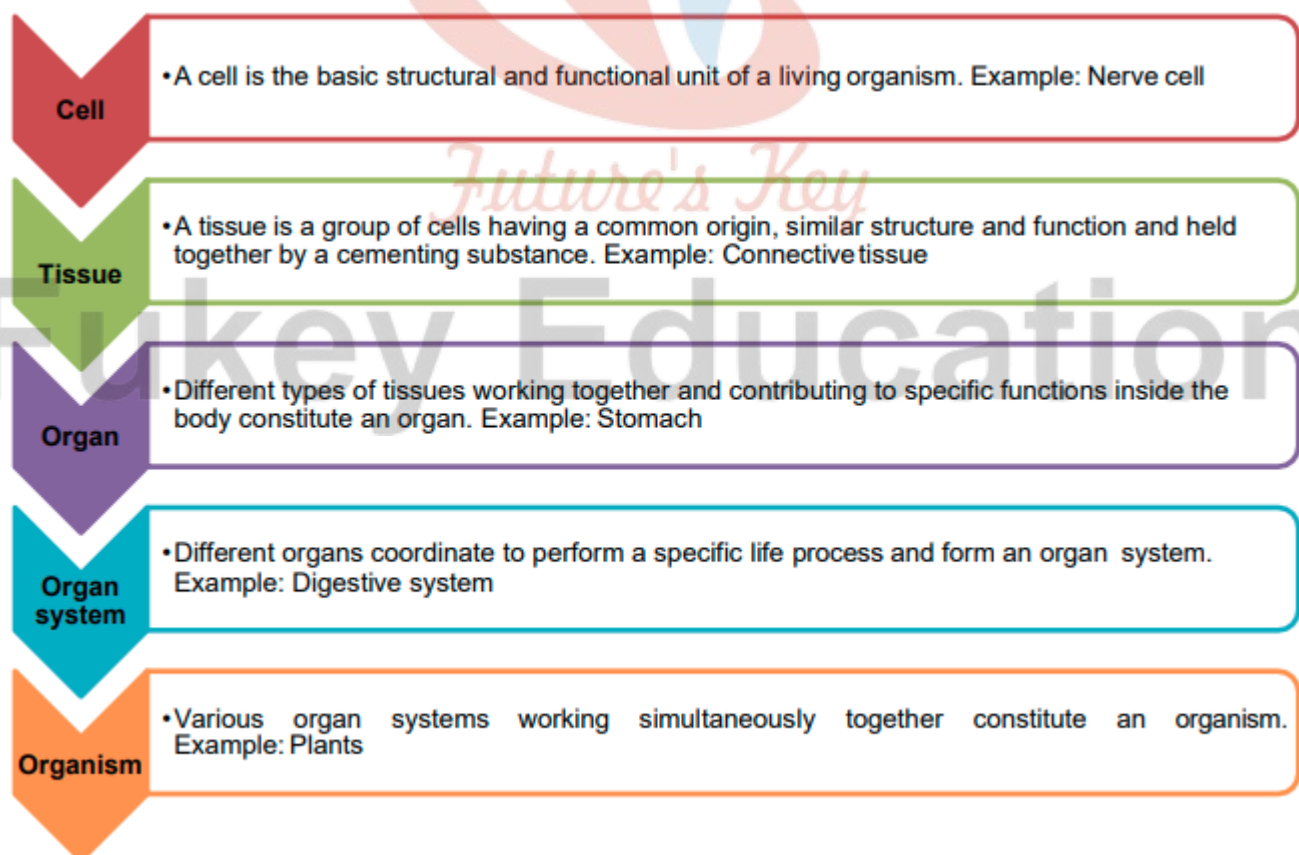 Cell
•A cell is the basic structural and functional unit of a living organism. Example: Nerve cell
Future's Key
Tissue
•A tissue is a group of cells having a common origin, similar structure and function and held
together by a cementing substance. Example: Connective tissue
Fukey Education
Organ
•Different types of tissues working together and contributing to specific functions inside the
body constitute an organ. Example: Stomach
Organ
system
•Different organs coordinate to perform a specific life process and form an organ system.
Example: Digestive system
Organism
•Various organ systems working simultaneously together constitute an organism.
Example: Plants